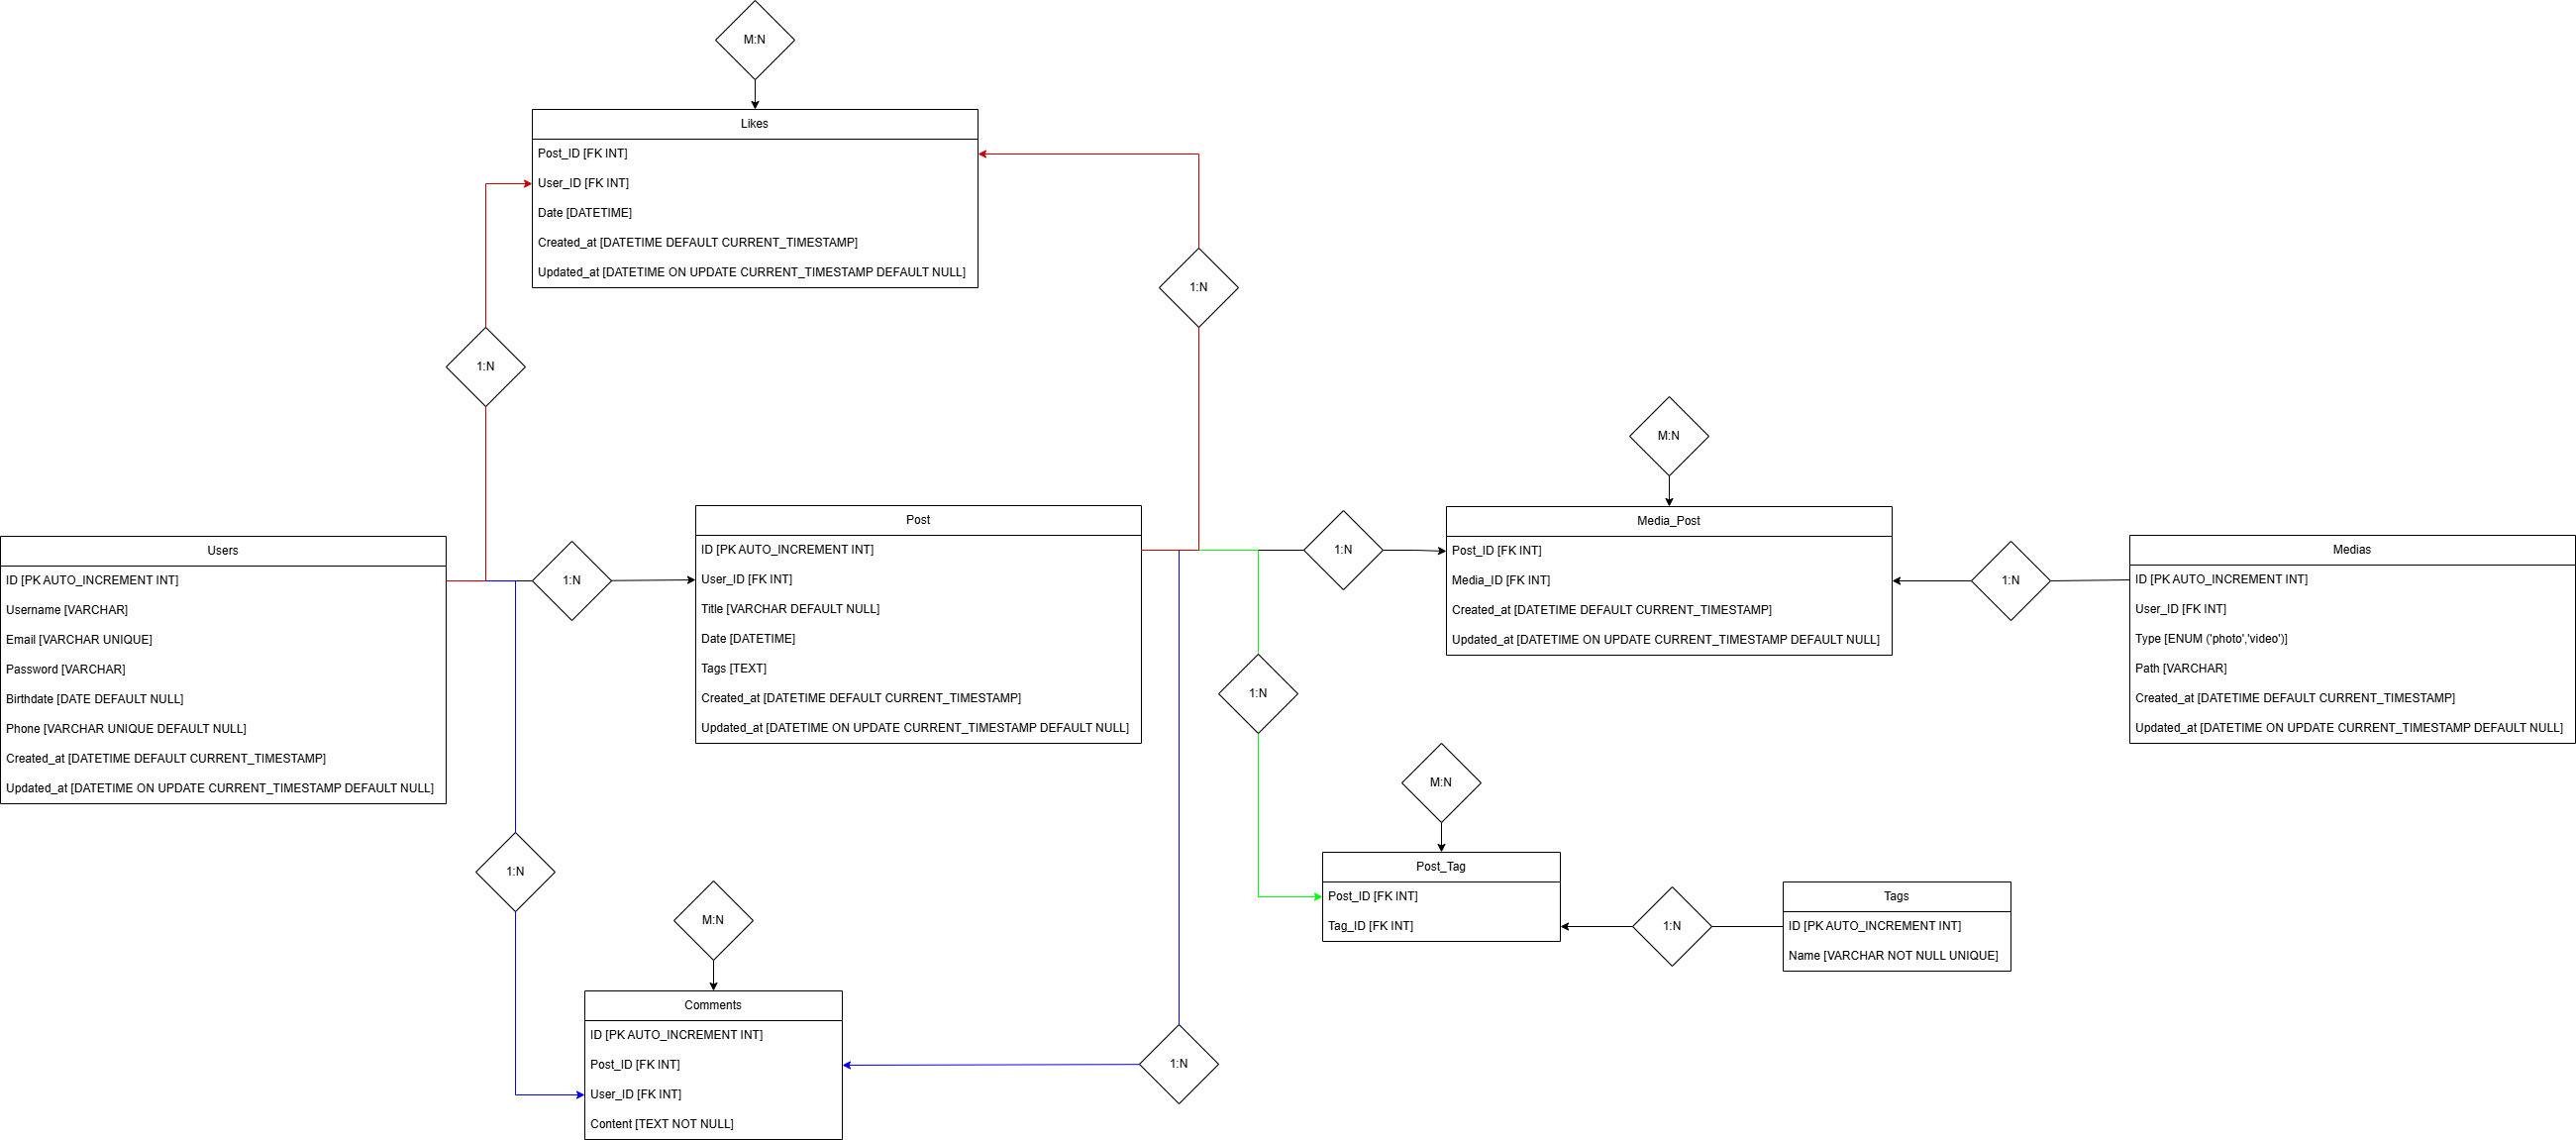 M:N
Likes
Post_ID [FK INT]
User_ID [FK INT]
Date [DATETIME]
Created_at [DATETIME DEFAULT CURRENT_TIMESTAMP]
Updated_at [DATETIME ON UPDATE CURRENT_TIMESTAMP DEFAULT NULL]
1:N
1:N
Users
ID [PK AUTO_INCREMENT INT]
Username [VARCHAR]
Email [VARCHAR UNIQUE]
Password [VARCHAR]
Birthdate [DATE DEFAULT NULL]
Phone [VARCHAR UNIQUE DEFAULT NULL]
Created_at [DATETIME DEFAULT CURRENT_TIMESTAMP]
Updated_at [DATETIME ON UPDATE CURRENT_TIMESTAMP DEFAULT NULL]
1:N
Post
ID [PK AUTO_INCREMENT INT]
User_ID [FK INT]
Title [VARCHAR DEFAULT NULL]
Date [DATETIME]
Tags [TEXT]
Created_at [DATETIME DEFAULT CURRENT_TIMESTAMP]
Updated_at [DATETIME ON UPDATE CURRENT_TIMESTAMP DEFAULT NULL]
1:N
M:N
Media_Post
Post_ID [FK INT]
Media_ID [FK INT]
Created_at [DATETIME DEFAULT CURRENT_TIMESTAMP]
Updated_at [DATETIME ON UPDATE CURRENT_TIMESTAMP DEFAULT NULL]
1:N
Medias
ID [PK AUTO_INCREMENT INT]
User_ID [FK INT]
Type [ENUM ('photo','video')]
Path [VARCHAR]
Created_at [DATETIME DEFAULT CURRENT_TIMESTAMP]
Updated_at [DATETIME ON UPDATE CURRENT_TIMESTAMP DEFAULT NULL]
1:N
M:N
Post_Tag
Post_ID [FK INT]
Tag_ID [FK INT]
1:N
Tags
ID [PK AUTO_INCREMENT INT]
Name [VARCHAR NOT NULL UNIQUE]
1:N
M:N
Comments
ID [PK AUTO_INCREMENT INT]
Post_ID [FK INT]
User_ID [FK INT]
Content [TEXT NOT NULL]
1:N